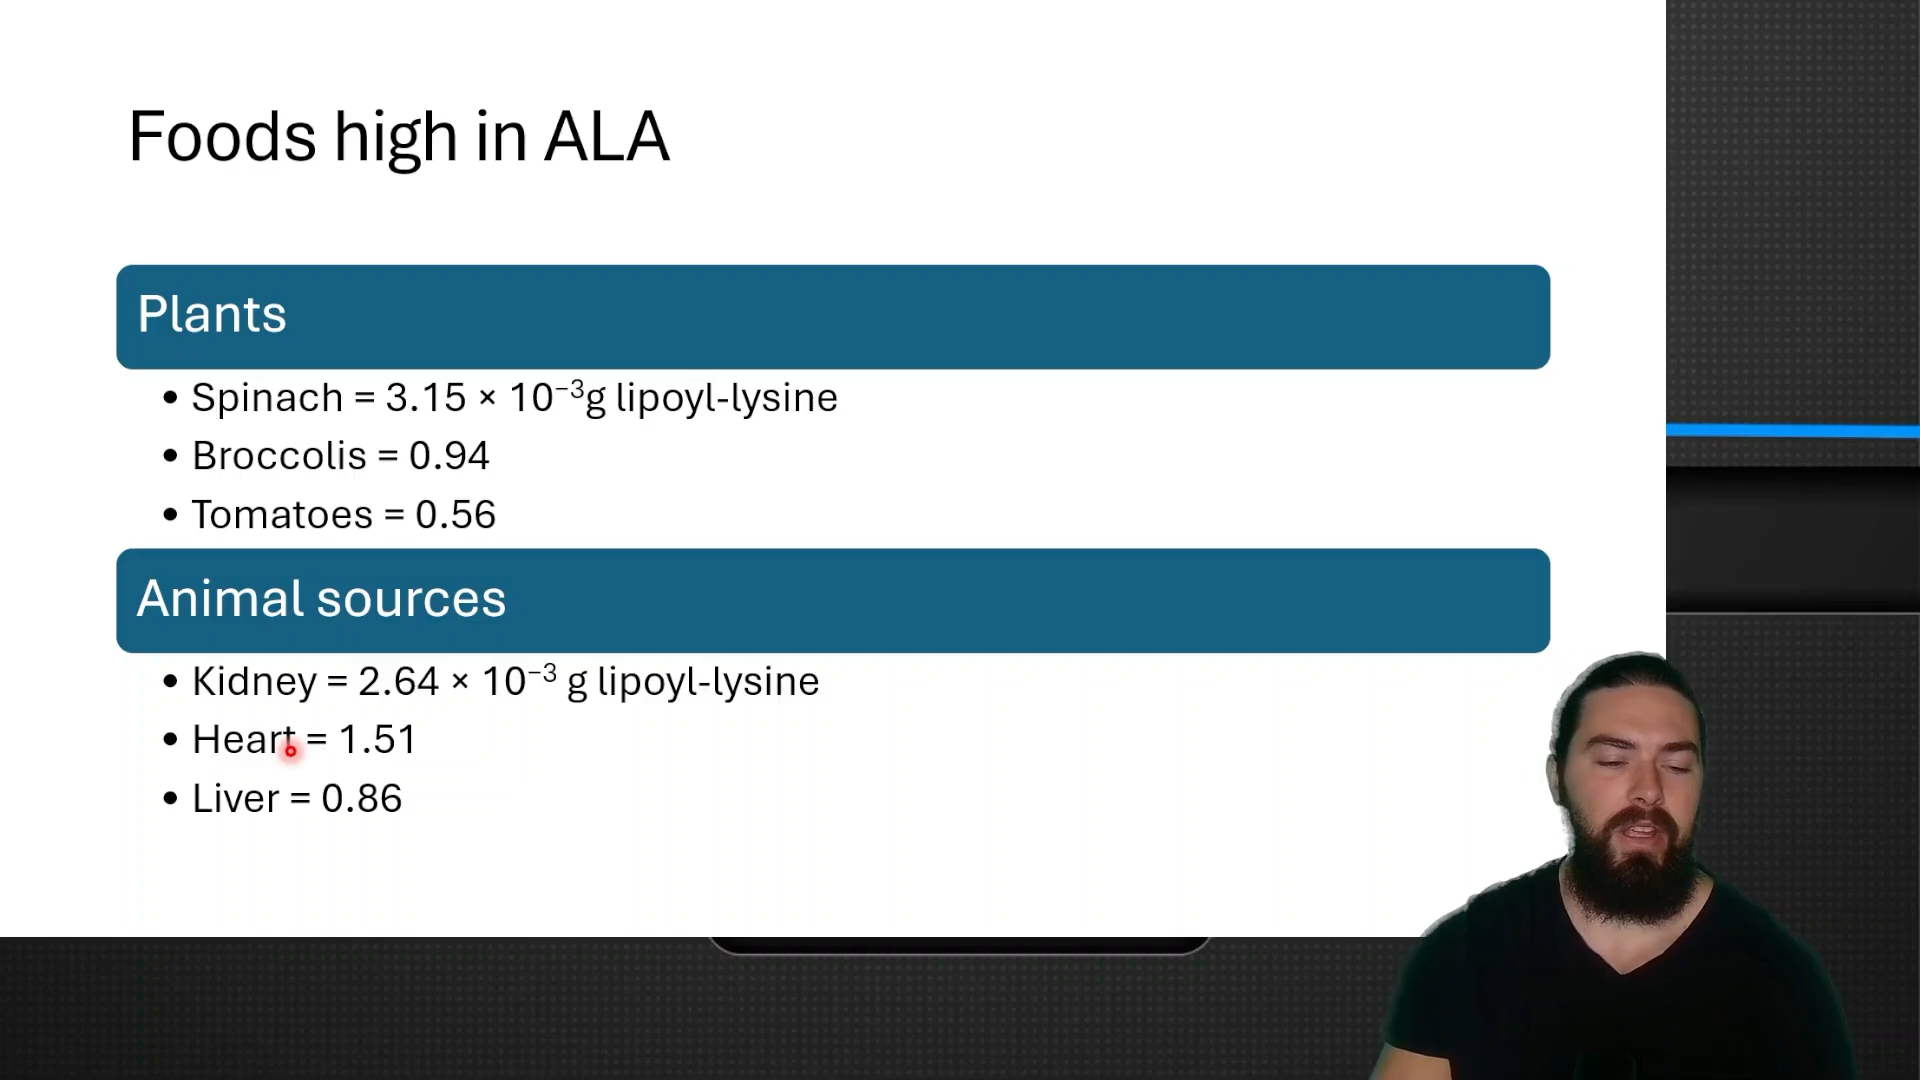 Foods high in ALA
Plants
• Spinach = 3.15 × 10⁻³g lipoyl-lysine
• Broccolis = 0.94
• Tomatoes = 0.56
Animal sources
• Kidney = 2.64 × 10⁻³ g lipoyl-lysine
• Heart = 1.51
• Liver = 0.86